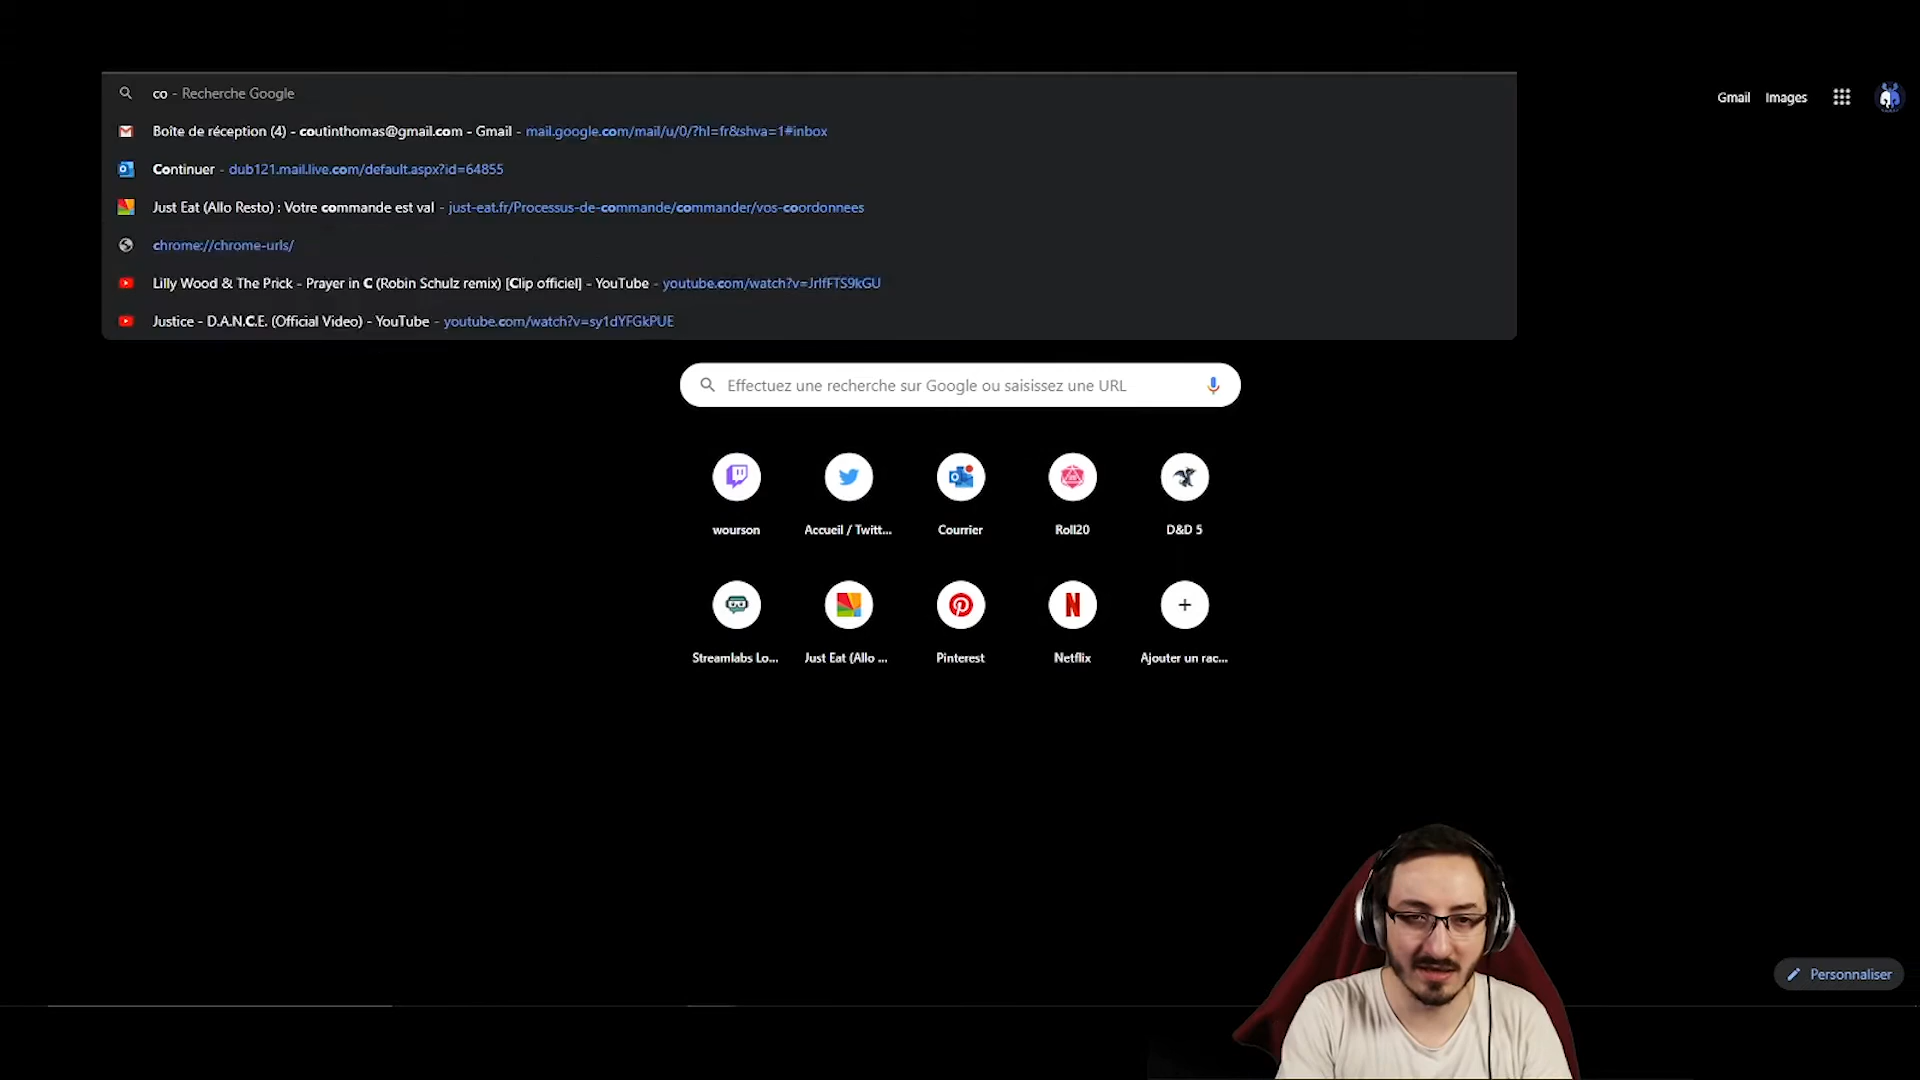 co - Recherche Google
Gmail Images
Boîte de réception (4) - coutinthomas@gmail.com - Gmail - mail.google.com/mail/u/0/?hl=fr&shva=1#inbox
Continuer - dub121.mail.live.com/default.aspx?id=64855
Just Eat (Allo Resto) : Votre commande est val - just-eat.fr/Processus-de-commande/commander/vos-coordonnees
chrome://chrome-urls/
Lilly Wood & The Prick - Prayer in C (Robin Schulz remix) [Clip officiel] - YouTube - youtube.com/watch?v=JrlfFTS9kGU
Justice - D.A.N.C.E. (Official Video) - YouTube - youtube.com/watch?v=sy1dYFGkPUE
Effectuez une recherche sur Google ou saisissez une URL
wourson Accueil / Twitt... Courrier Roll20 D&D 5
Streamlabs Lo... Just Eat (Allo ... Pinterest Netflix Ajouter un rac...
Personnaliser